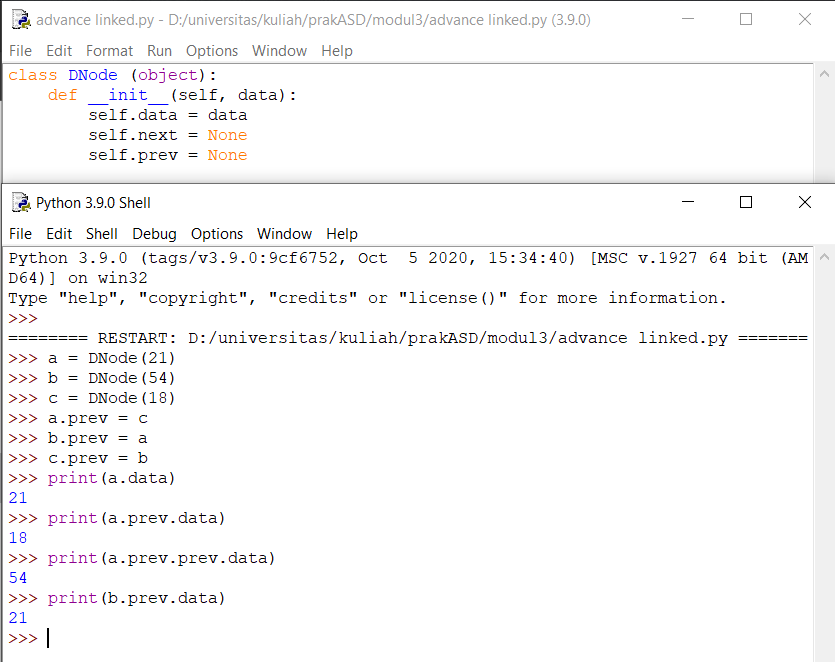 advance linked.py - D:/universitas/kuliah/prakASD/modul3/advance linked.py (3.9.0)
File Edit Format Run Options Window Help
class DNode (object):
    def __init__(self, data):
        self.data = data
        self.next = None
        self.prev = None
Python 3.9.0 Shell
File Edit Shell Debug Options Window Help
Python 3.9.0 (tags/v3.9.0:9cf6752, Oct  5 2020, 15:34:40) [MSC v.1927 64 bit (AM
D64)] on win32
Type "help", "copyright", "credits" or "license()" for more information.
>>>
======== RESTART: D:/universitas/kuliah/prakASD/modul3/advance linked.py =======
>>> a = DNode(21)
>>> b = DNode(54)
>>> c = DNode(18)
>>> a.prev = c
>>> b.prev = a
>>> c.prev = b
>>> print(a.data)
21
>>> print(a.prev.data)
18
>>> print(a.prev.prev.data)
54
>>> print(b.prev.data)
21
>>>